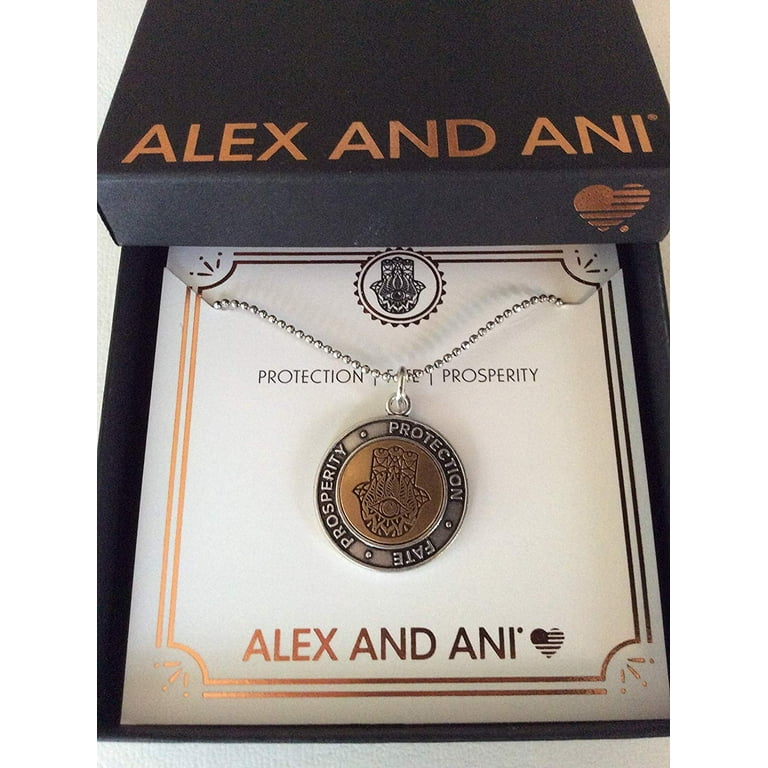 ALEX AND ANI
PROTECTION | | PROSPERITY
PROSPERITY • PROTECTION • FATE •
ALEX AND ANI